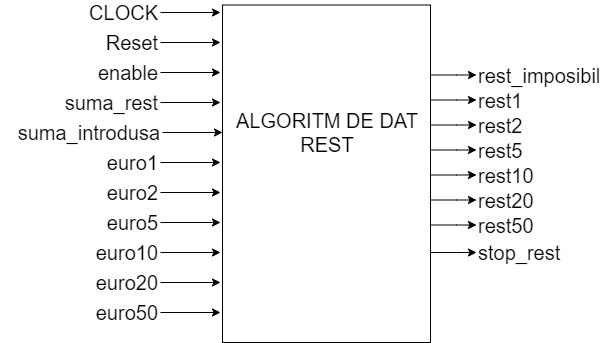 CLOCK
Reset
enable
suma_rest
suma_introdusa
euro1
euro2
euro5
euro10
euro20
euro50
ALGORITM DE DAT
REST
rest_imposibil
rest1
rest2
rest5
rest10
rest20
rest50
stop_rest